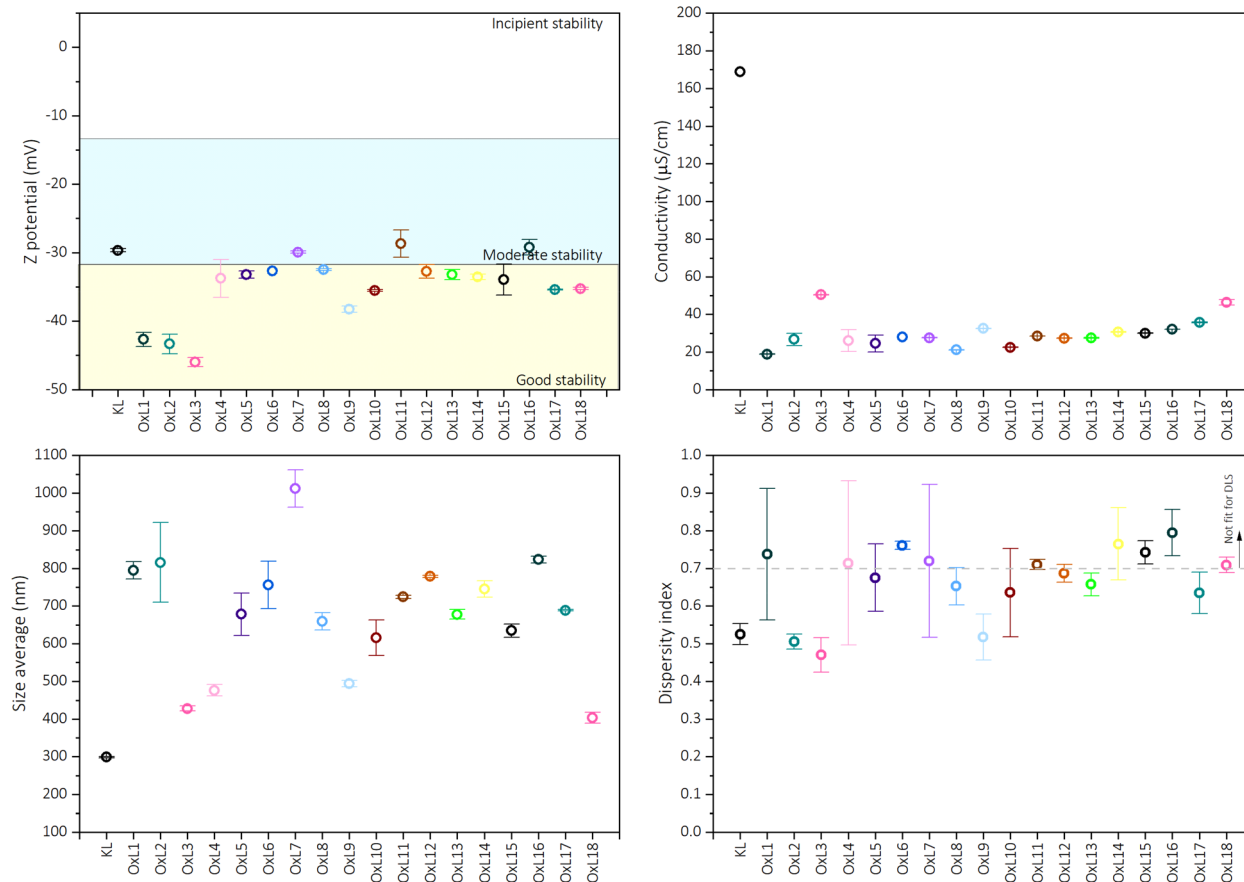 Incipient stability
Moderate stability
Good stability
Z potential (mV)
0
-10
-20
-30
-40
-50
KL
OxL1
OxL2
OxL3
OxL4
OxL5
OxL6
OxL7
OxL8
OxL9
OxL10
OxL11
OxL12
OxL13
OxL14
OxL15
OxL16
OxL17
OxL18
Conductivity (µS/cm)
200
180
160
140
120
100
80
60
40
20
0
KL
OxL1
OxL2
OxL3
OxL4
OxL5
OxL6
OxL7
OxL8
OxL9
OxL10
OxL11
OxL12
OxL13
OxL14
OxL15
OxL16
OxL17
OxL18
Size average (nm)
1100
1000
900
800
700
600
500
400
300
200
100
KL
OxL1
OxL2
OxL3
OxL4
OxL5
OxL6
OxL7
OxL8
OxL9
OxL10
OxL11
OxL12
OxL13
OxL14
OxL15
OxL16
OxL17
OxL18
Dispersity index
1.0
0.9
0.8
0.7
0.6
0.5
0.4
0.3
0.2
0.1
0.0
Not fit for DLS
KL
OxL1
OxL2
OxL3
OxL4
OxL5
OxL6
OxL7
OxL8
OxL9
OxL10
OxL11
OxL12
OxL13
OxL14
OxL15
OxL16
OxL17
OxL18